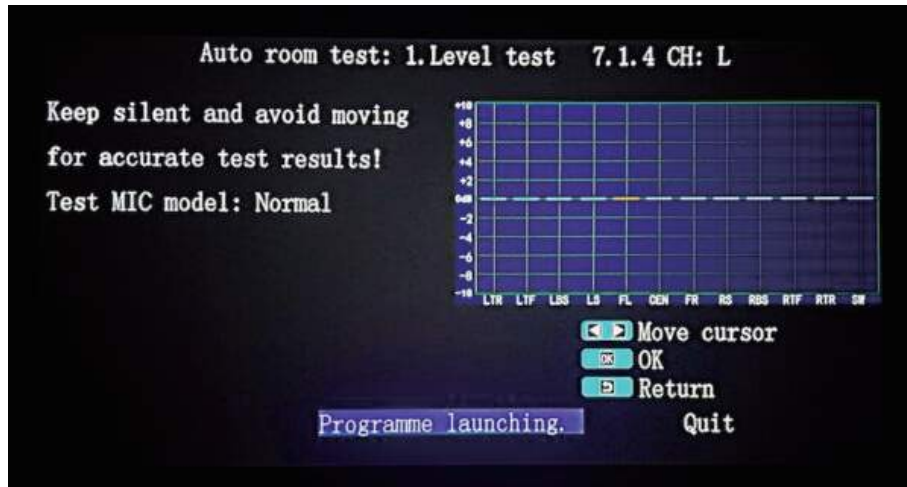 Auto room test: 1.Level test 7.1.4 CH: L
Keep silent and avoid moving
for accurate test results!
Test MIC model: Normal
+10
+8
+6
+4
+2
0dB
-2
-4
-6
-8
-10
LTR LTF LBS LS FL CEN FR RS RBS RTF RTR SW
Move cursor
OK OK
Return
Programme launching. Quit